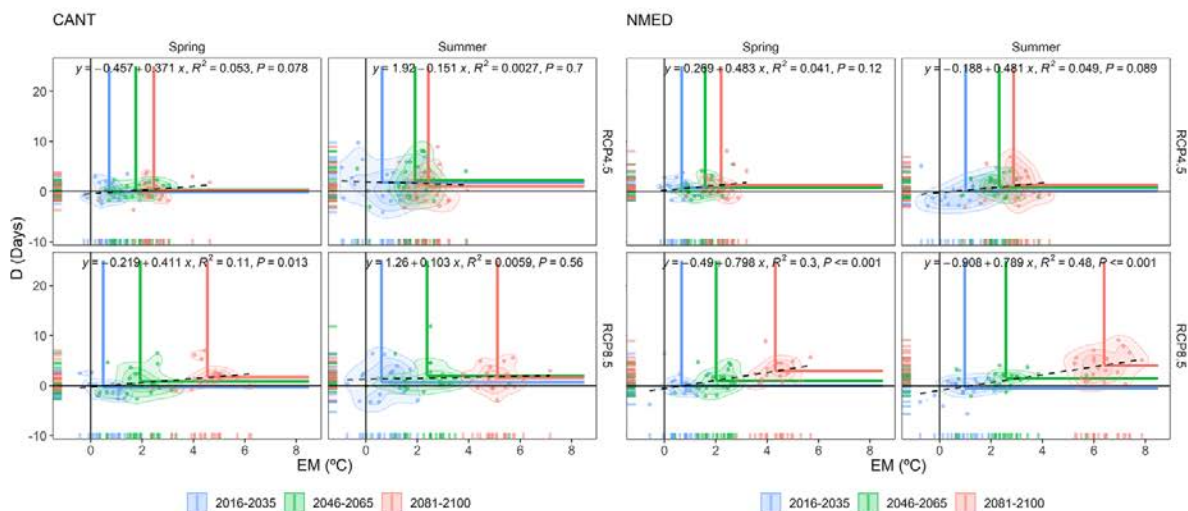 CANT
NMED
Spring
Summer
Spring
Summer
y = −0.457 + 0.371 x, R² = 0.053, P = 0.078
y = 1.92 − 0.151 x, R² = 0.0027, P = 0.7
y = 0.269 + 0.483 x, R² = 0.041, P = 0.12
y = −0.188 + 0.481 x, R² = 0.049, P = 0.089
20
10
0
-10
RCP4.5
RCP4.5
y = −0.219 + 0.411 x, R² = 0.11, P = 0.013
y = 1.26 + 0.103 x, R² = 0.0059, P = 0.56
y = −0.49 + 0.798 x, R² = 0.3, P <= 0.001
y = −0.908 + 0.789 x, R² = 0.48, P <= 0.001
20
10
0
-10
RCP8.5
RCP8.5
D (Days)
0 2 4 6 8 0 2 4 6 8 0 2 4 6 8 0 2 4 6 8
EM (ºC)
EM (ºC)
2016-2035 2046-2065 2081-2100
2016-2035 2046-2065 2081-2100